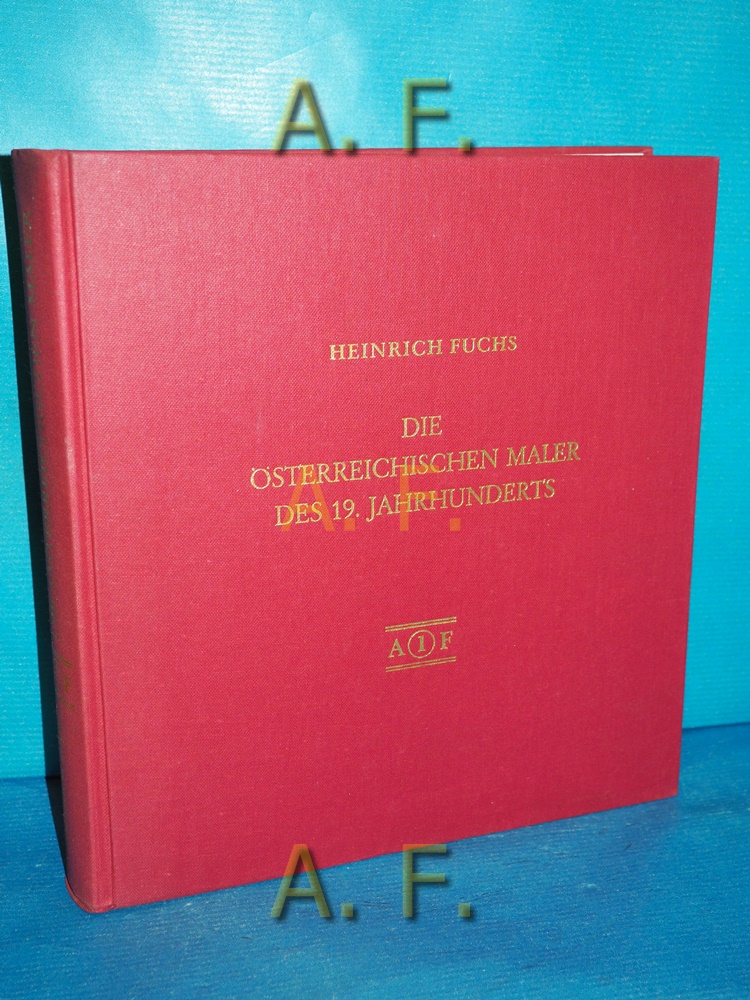 A. F.
HEINRICH FUCHS
DIE
ÖSTERREICHISCHEN MALER
DES 19. JAHRHUNDERTS
A. F.
A 1 F
A. F.